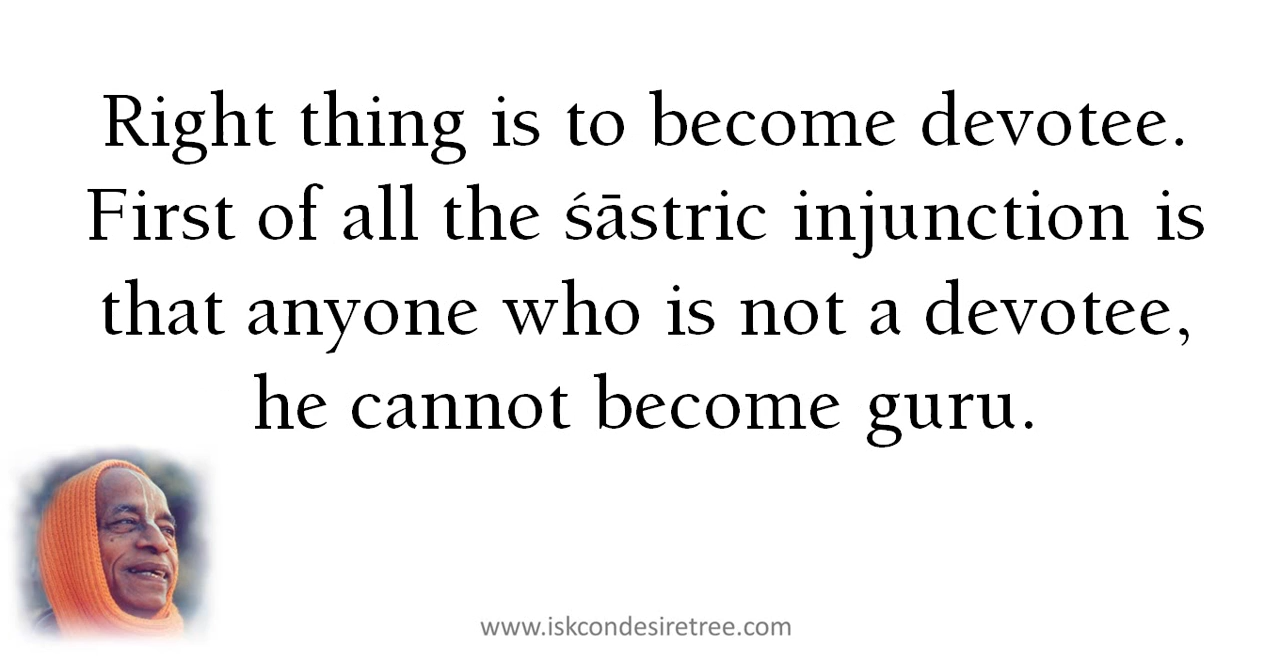 Right thing is to become devotee.
First of all the śāstric injunction is
that anyone who is not a devotee,
he cannot become guru.
www.iskcondesiretree.com